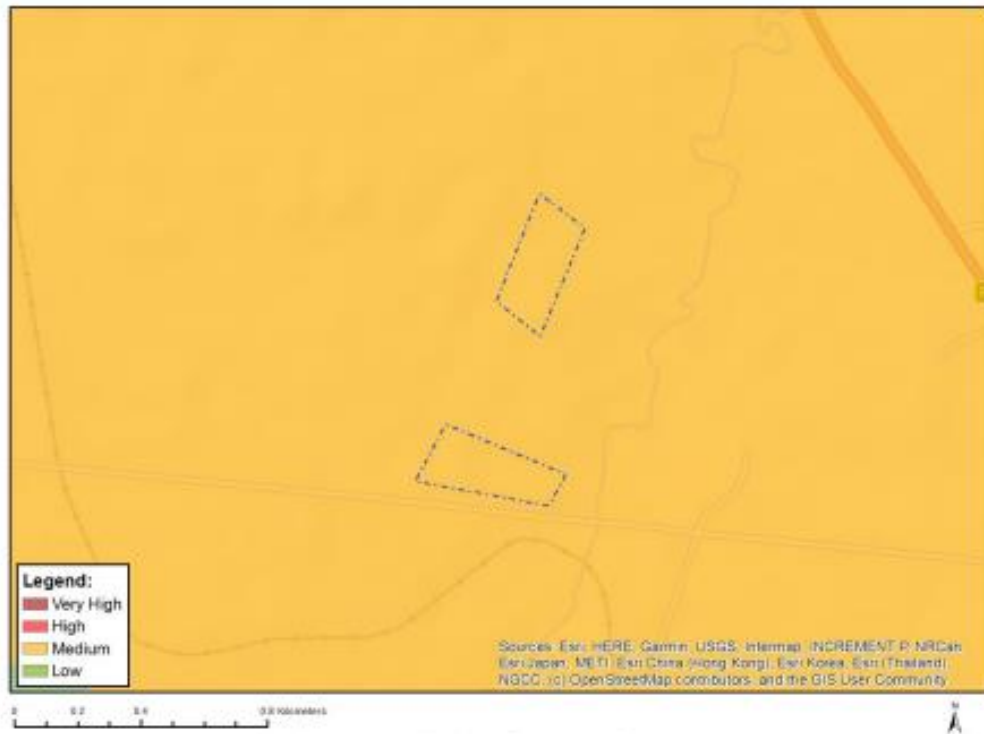 Legend:
Very High
High
Medium
Low
Sources: Esri, HERE, Garmin, USGS, Intermap, INCREMENT P, NRCan,
Esri Japan, METI, Esri China (Hong Kong), Esri Korea, Esri (Thailand),
NGCC, (c) OpenStreetMap contributors, and the GIS User Community
0 0.2 0.4 0.8 Kilometers
N